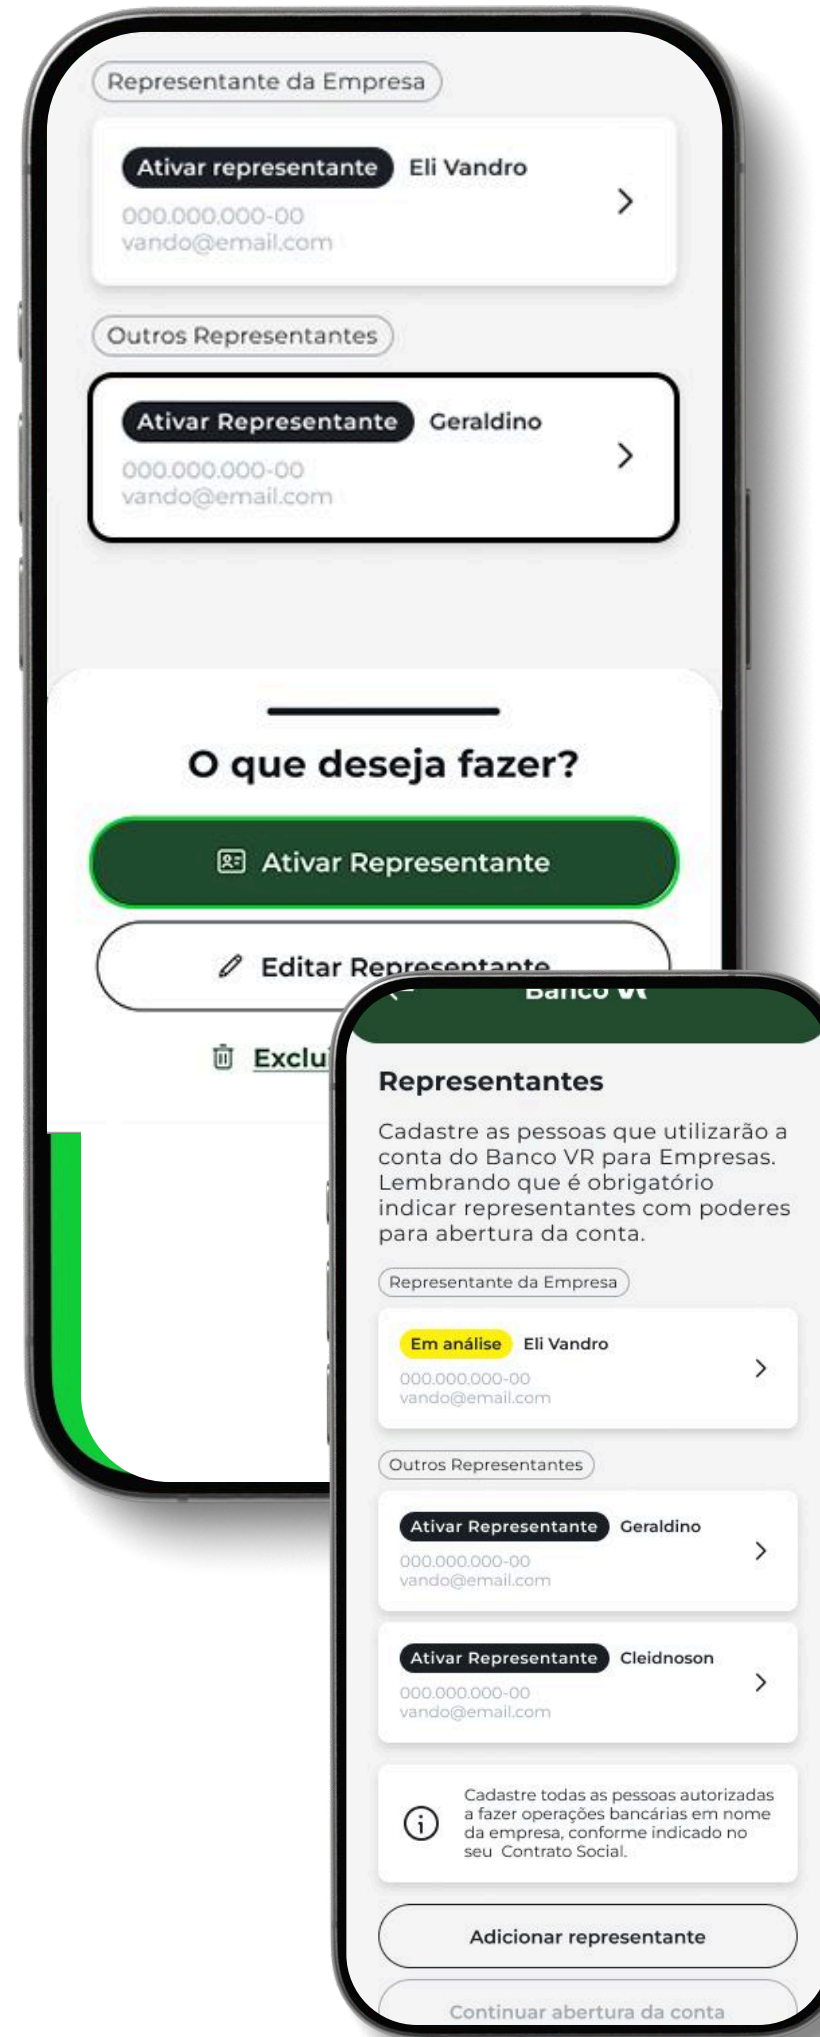 Representante da Empresa
Ativar representante Eli Vandro
000.000.000-00
vando@email.com
Outros Representantes
Ativar Representante Geraldino
000.000.000-00
vando@email.com
O que deseja fazer?
Ativar Representante
Editar Representante
Exclu
Banco VR
Representantes
Cadastre as pessoas que utilizarão a
conta do Banco VR para Empresas.
Lembrando que é obrigatório
indicar representantes com poderes
para abertura da conta.
Representante da Empresa
Em análise Eli Vandro
000.000.000-00
vando@email.com
Outros Representantes
Ativar Representante Geraldino
000.000.000-00
vando@email.com
Ativar Representante Cleidnoson
000.000.000-00
vando@email.com
Cadastre todas as pessoas autorizadas
a fazer operações bancárias em nome
da empresa, conforme indicado no
seu Contrato Social.
Adicionar representante
Continuar abertura da conta